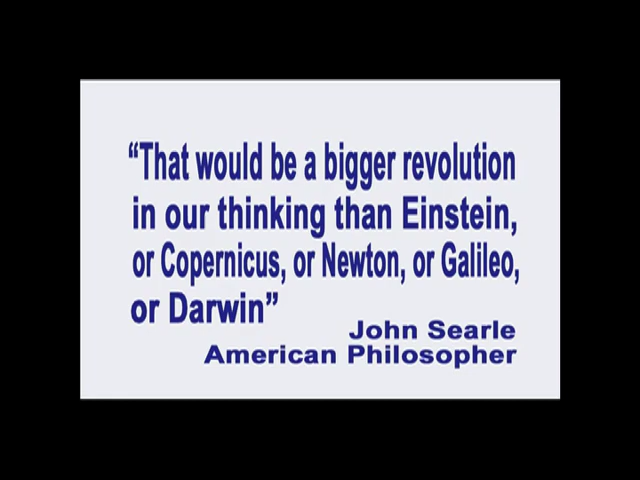 “That would be a bigger revolution
in our thinking than Einstein,
or Copernicus, or Newton, or Galileo,
or Darwin”
John Searle
American Philosopher